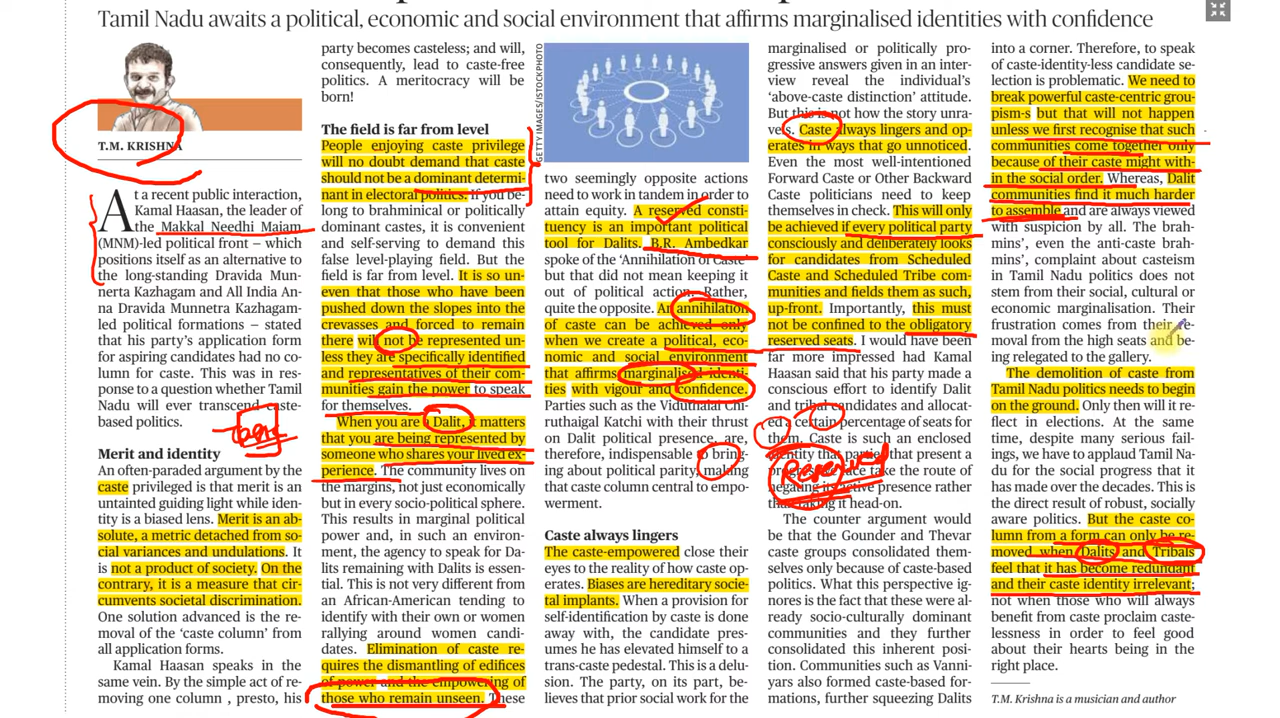 Tamil Nadu awaits a political, economic and social environment that affirms marginalised identities with confidence
T.M. KRISHNA
At a recent public interaction,
Kamal Haasan, the leader of
the Makkal Needhi Maiam
(MNM)-led political front – which
positions itself as an alternative to
the long-standing Dravida Mun-
nerta Kazhagam and All India An-
na Dravida Munnetra Kazhagam-
led political formations – stated
that his party’s application form
for aspiring candidates had no co-
lumn for caste. This was in res-
ponse to a question whether Tamil
Nadu will ever transcend caste-
based politics.
Merit and identity
An often-paraded argument by the
caste privileged is that merit is an
untainted guiding light while iden-
tity is a biased lens. Merit is an ab-
solute, a metric detached from so-
cial variances and undulations. It
is not a product of society. On the
contrary, it is a measure that cir-
cumvents societal discrimination.
One solution advanced is the re-
moval of the ‘caste column’ from
all application forms.
Kamal Haasan speaks in the
same vein. By the simple act of re-
moving one column , presto, his
party becomes casteless; and will,
consequently, lead to caste-free
politics. A meritocracy will be
born!
The field is far from level
People enjoying caste privilege
will no doubt demand that caste
should not be a dominant determi-
nant in electoral politics. If you be-
long to brahminical or politically
dominant castes, it is convenient
and self-serving to demand this
false level-playing field. But the
field is far from level. It is so un-
even that those who have been
pushed down the slopes into the
crevasses and forced to remain
there will not be represented un-
less they are specifically identified
and representatives of their com-
munities gain the power to speak
for themselves.
When you are a Dalit, it matters
that you are being represented by
someone who shares your lived ex-
perience. The community lives on
the margins, not just economically
but in every socio-political sphere.
This results in marginal political
power and, in such an environ-
ment, the agency to speak for Da-
lits remaining with Dalits is essen-
tial. This is not very different from
an African-American tending to
identify with their own or women
rallying around women candi-
dates. Elimination of caste re-
quires the dismantling of edifices
of power and the empowering of
those who remain unseen. These
GETTY IMAGES/ISTOCKPHOTO
two seemingly opposite actions
need to work in tandem in order to
attain equity. A reserved consti-
tuency is an important political
tool for Dalits. B.R. Ambedkar
spoke of the ‘Annihilation of Caste’
but that did not mean keeping it
out of political action. Rather,
quite the opposite. An annihilation
of caste can be achieved only
when we create a political, eco-
nomic and social environment
that affirms marginalised identi-
ties with vigour and confidence.
Parties such as the Viduthalai Chi-
ruthaigal Katchi with their thrust
on Dalit political presence, are,
therefore, indispensable to bring-
ing about political parity, making
that caste column central to empo-
werment.
Caste always lingers
The caste-empowered close their
eyes to the reality of how caste op-
erates. Biases are hereditary socie-
tal implants. When a provision for
self-identification by caste is done
away with, the candidate pres-
umes he has elevated himself to a
trans-caste pedestal. This is a delu-
sion. The party, on its part, be-
lieves that prior social work for the
marginalised or politically pro-
gressive answers given in an inter-
view reveal the individual’s
‘above-caste distinction’ attitude.
But this is not how the story unra-
vels. Caste always lingers and op-
erates in ways that go unnoticed.
Even the most well-intentioned
Forward Caste or Other Backward
Caste politicians need to keep
themselves in check. This will only
be achieved if every political party
consciously and deliberately looks
for candidates from Scheduled
Caste and Scheduled Tribe com-
munities and fields them as such,
up-front. Importantly, this must
not be confined to the obligatory
reserved seats. I would have been
far more impressed had Kamal
Haasan said that his party made a
conscious effort to identify Dalit
and tribal candidates and allocat-
ed a certain percentage of seats for
them. Caste is such an enclosed
identity that parties that present a
face take the route of
negating its active presence rather
than taking it head-on.
Reserved
The counter argument would
be that the Gounder and Thevar
caste groups consolidated them-
selves only because of caste-based
politics. What this perspective ig-
nores is the fact that these were al-
ready socio-culturally dominant
communities and they further
consolidated this inherent posi-
tion. Communities such as Vanni-
yars also formed caste-based for-
mations, further squeezing Dalits
into a corner. Therefore, to speak
of caste-identity-less candidate se-
lection is problematic. We need to
break powerful caste-centric grou-
pism-s but that will not happen
unless we first recognise that such
communities come together only
because of their caste might with-
in the social order. Whereas, Dalit
communities find it much harder
to assemble and are always viewed
with suspicion by all. The brah-
mins’, even the anti-caste brah-
mins’, complaint about casteism
in Tamil Nadu politics does not
stem from their social, cultural or
economic marginalisation. Their
frustration comes from their re-
moval from the high seats and be-
ing relegated to the gallery.
The demolition of caste from
Tamil Nadu politics needs to begin
on the ground. Only then will it re-
flect in elections. At the same
time, despite many serious fail-
ings, we have to applaud Tamil Na-
du for the social progress that it
has made over the decades. This is
the direct result of robust, socially
aware politics. But the caste co-
lumn from a form can only be re-
moved when Dalits and Tribals
feel that it has become redundant
and their caste identity irrelevant;
not when those who will always
benefit from caste proclaim caste-
lessness in order to feel good
about their hearts being in the
right place.
T.M. Krishna is a musician and author